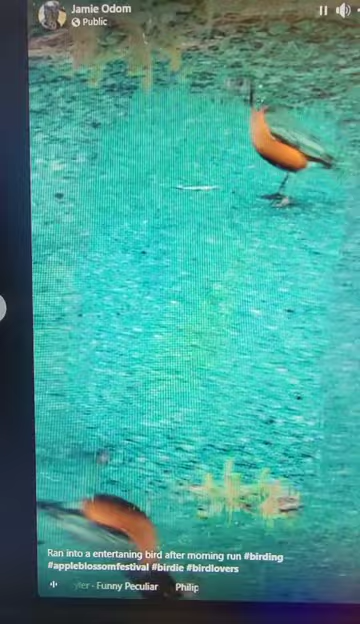 Jamie Odom
Public
Ran into a entertaning bird after morning run #birding
#appleblossomfestival #birdie #birdlovers
- Funny Peculiar Philip